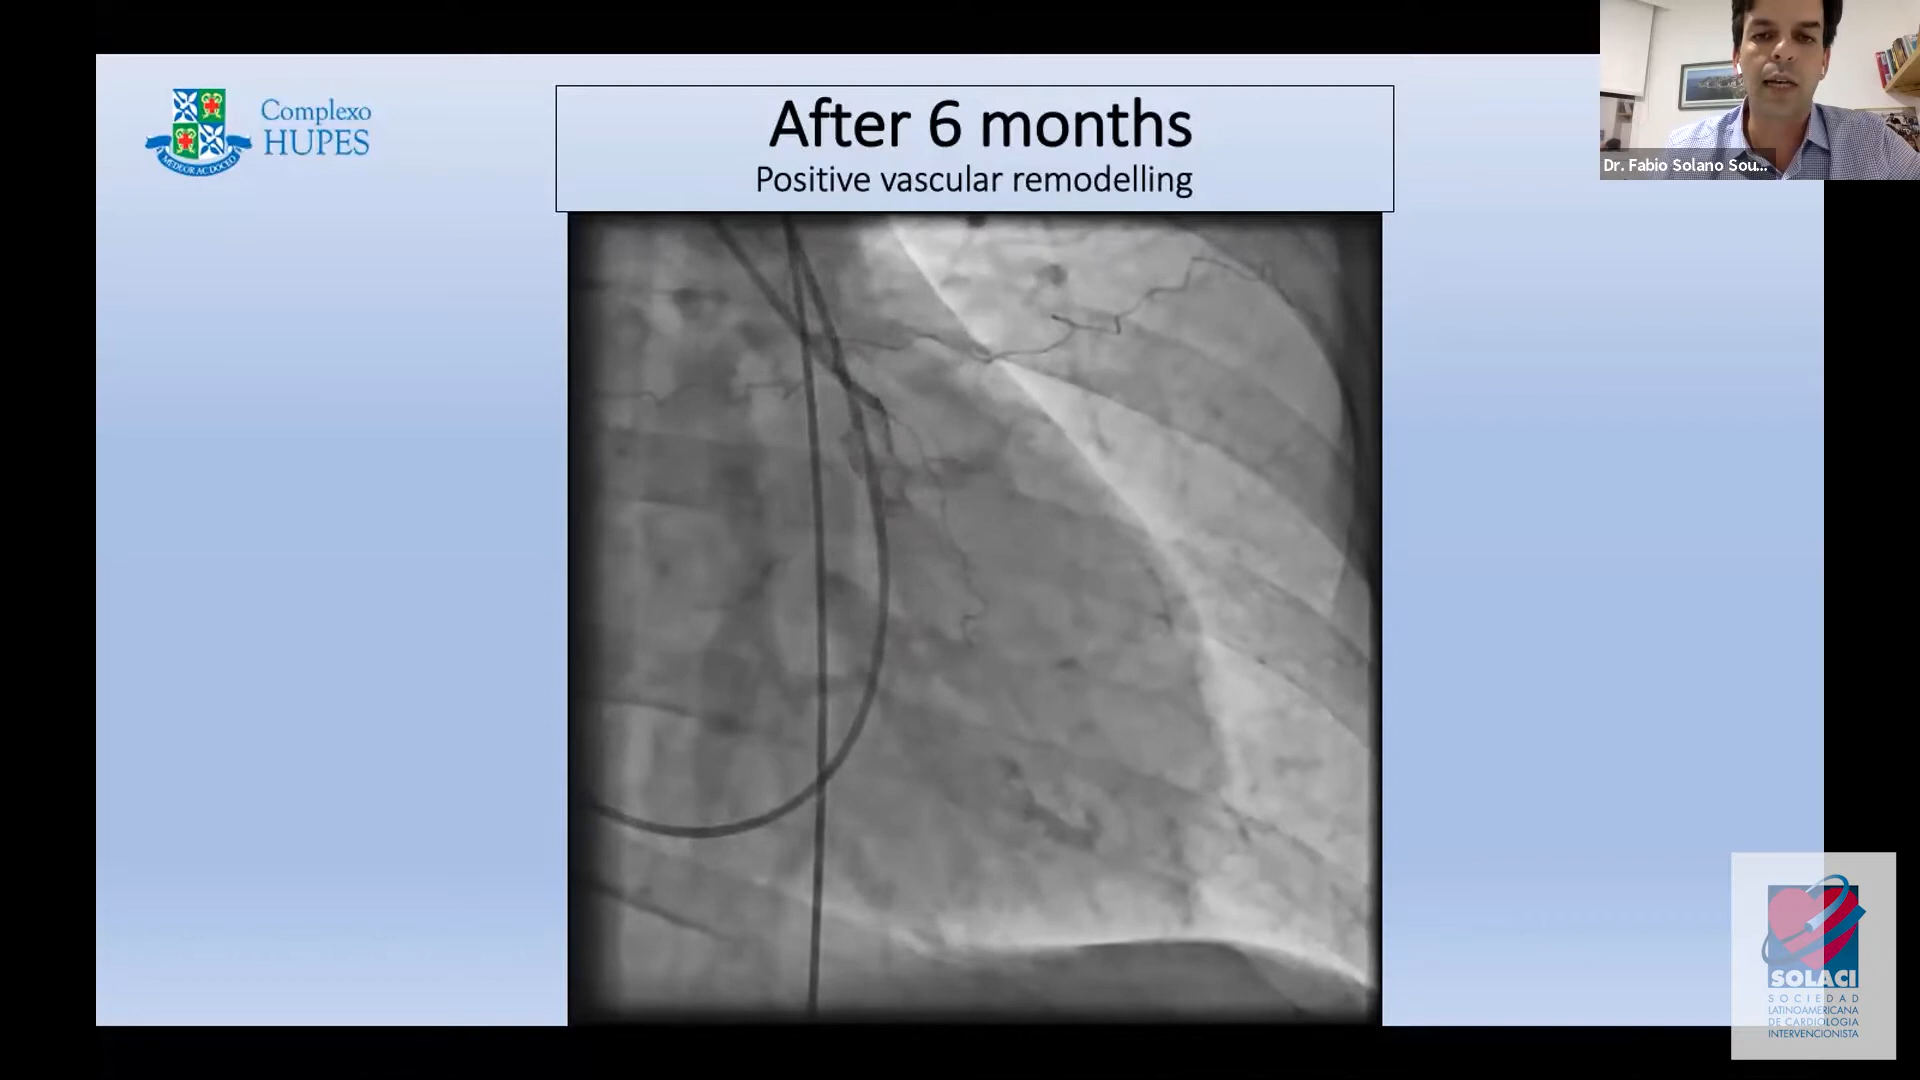 Complexo
HUPES
MEDEOR AC DOCEO
After 6 months
Positive vascular remodelling
Dr. Fabio Solano Sou...
SOLACI
SOCIEDAD
LATINOAMERICANA
DE CARDIOLOGIA
INTERVENCIONISTA